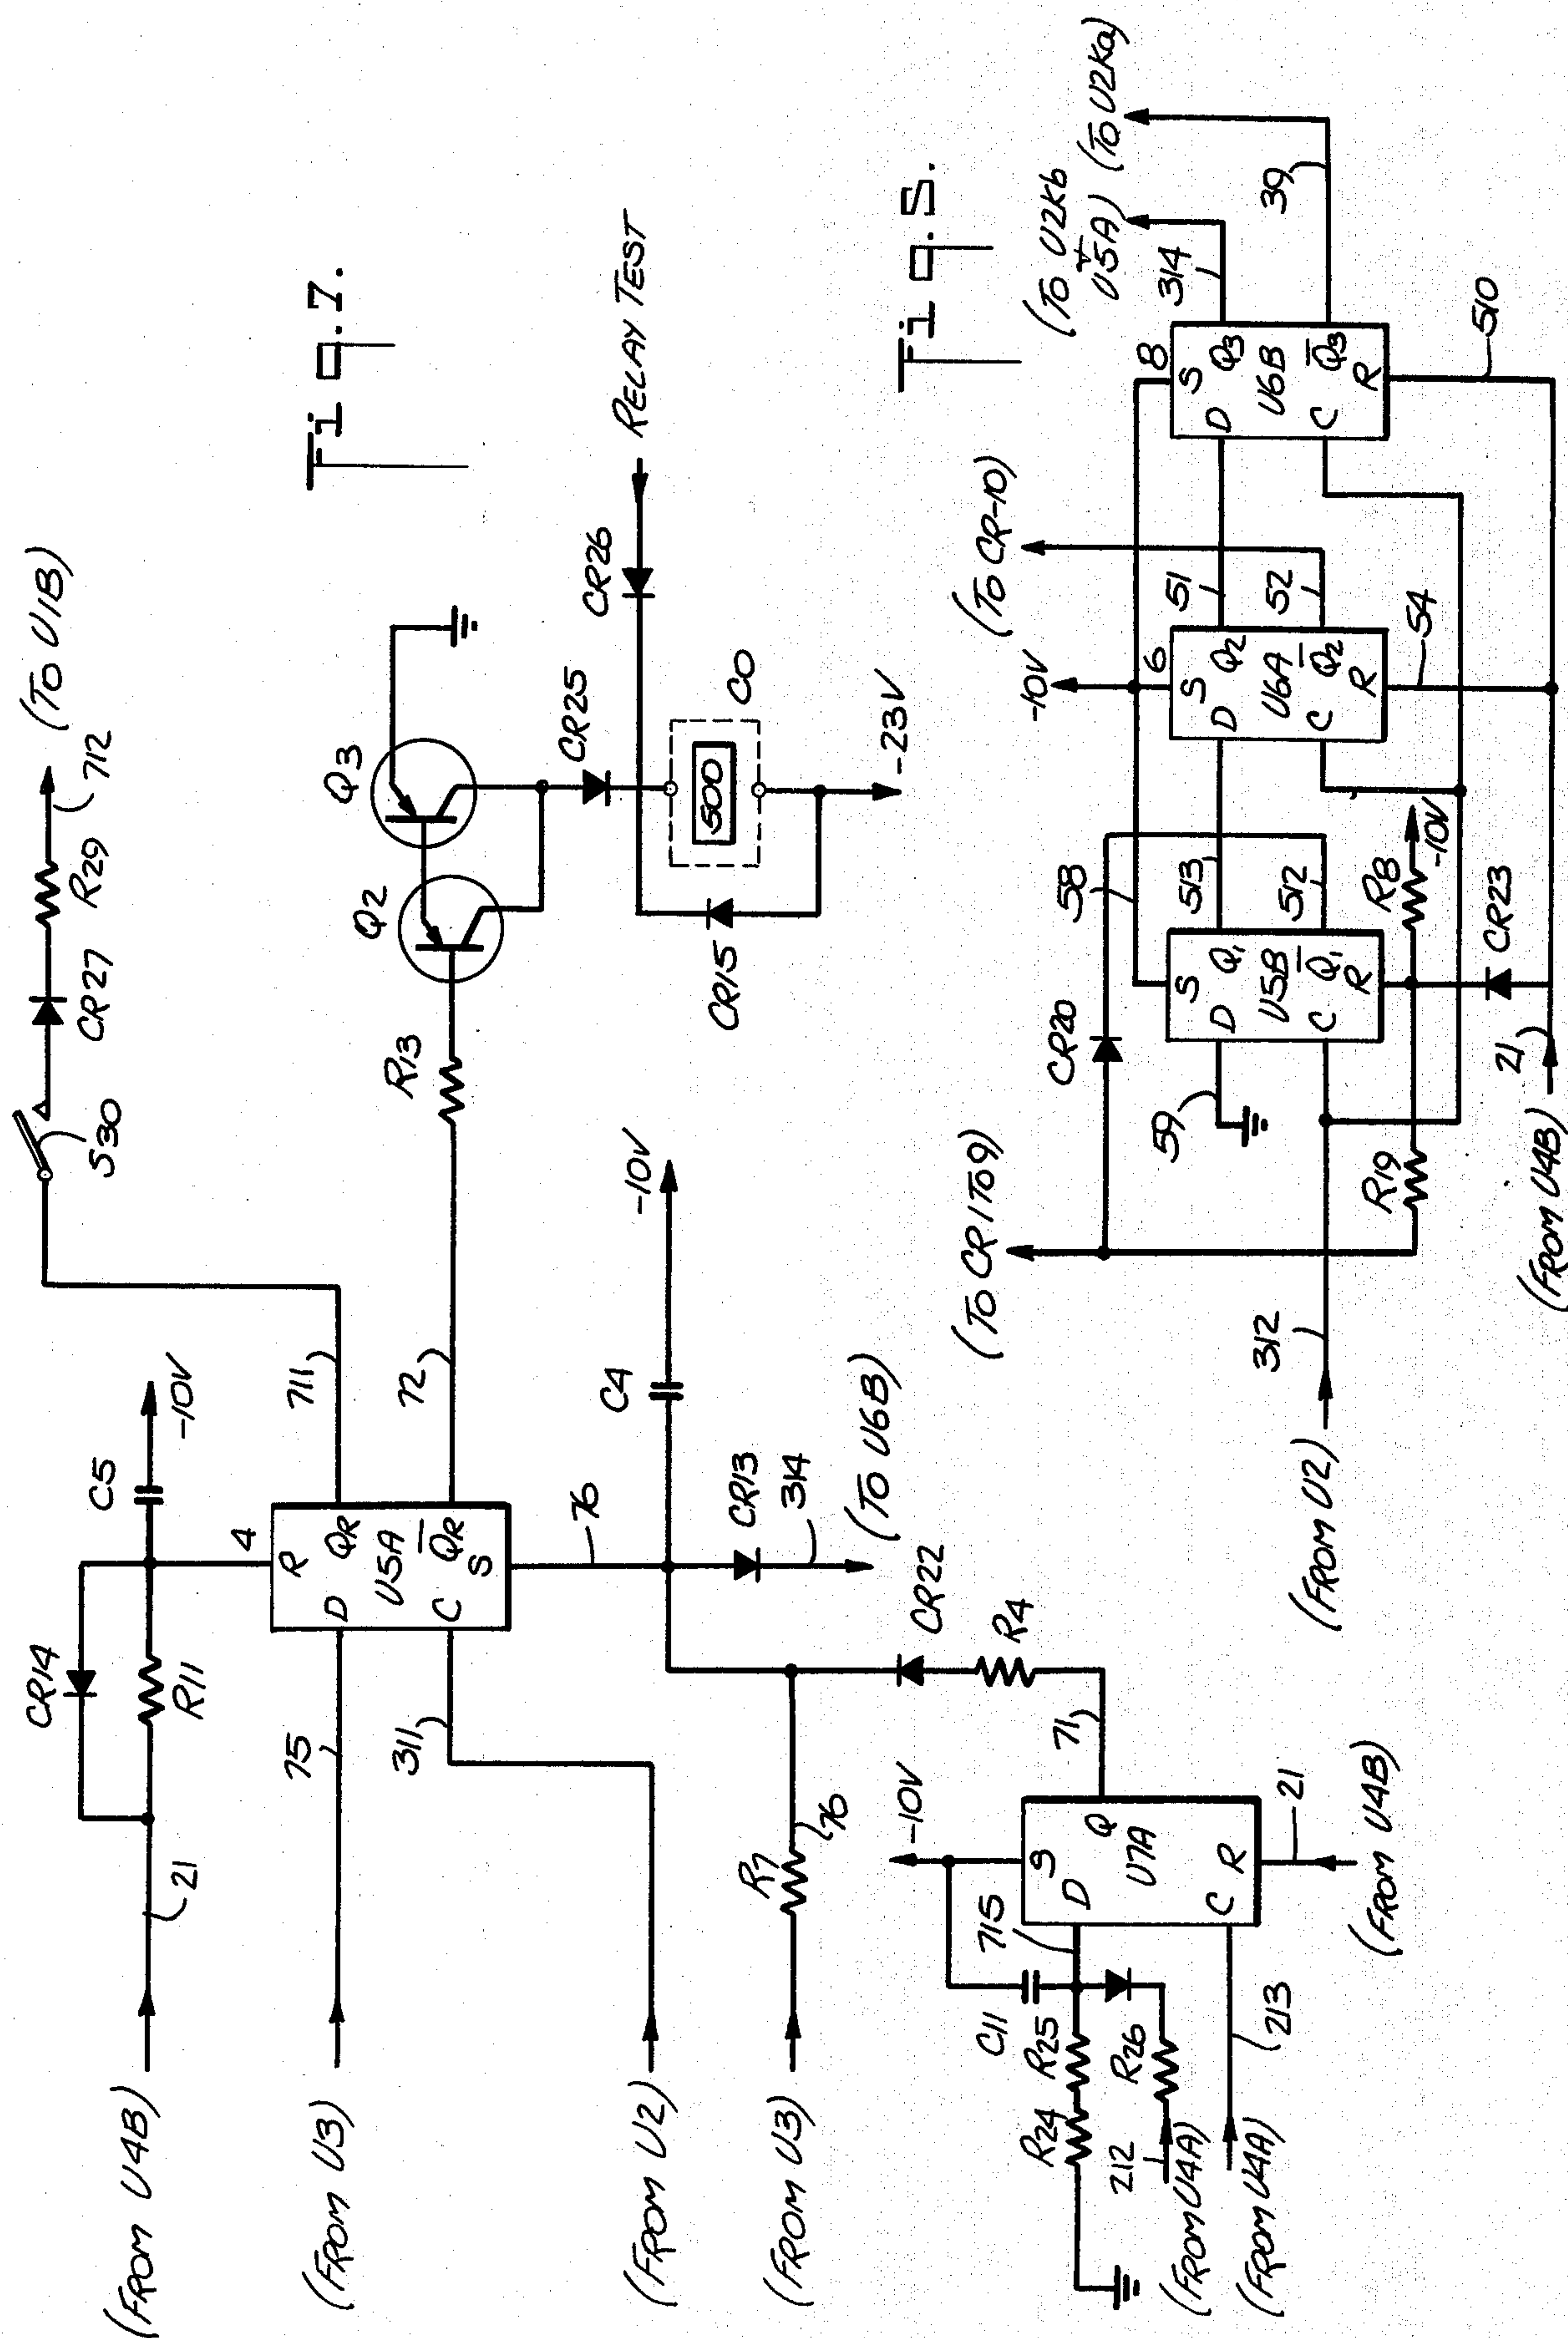 Fig. 7.
(FROM U4B)
21
CR14
R11
C5
-10V
4
R
D
QR
U5A
C
QR
S
(FROM U3)
75
311
(FROM U2)
711
S30
CR27
R29
712
(TO U1B)
72
R13
Q2
Q3
CR25
CR26
RELAY TEST
CO
500
CR15
-23V
76
C4
-10V
CR13
314
(TO U6B)
(FROM U3)
R7
76
CR22
R4
71
-10V
S
D
Q
U7A
C
R
715
C11
R25
R24
R26
212
(FROM U4A)
213
(FROM U4A)
21
(FROM U4B)
Fig. 5.
(TO CR1 TO 9)
CR20
58
-10V
(TO CR-10)
(TO U2Kb
+
U5A)
(TO U2Ka)
59
S
D
Q1
U5B
C
Q1
R
513
512
6
S
D
Q2
U6A
C
Q2
R
51
52
54
8
S
D
Q3
U6B
C
Q3
R
314
39
510
312
(FROM U2)
R19
R8
-10V
CR23
21
(FROM U4B)